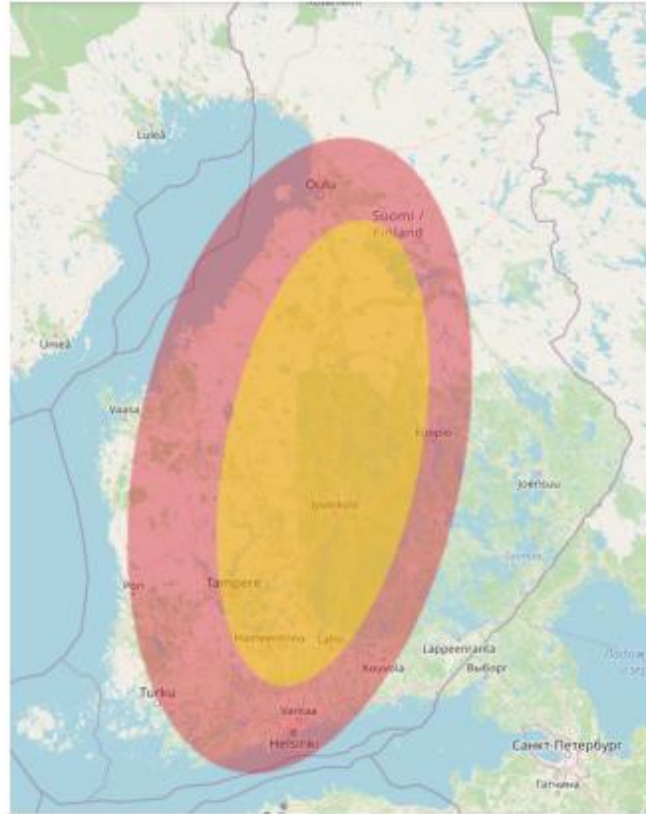 Luleå
Oulu
Suomi /
Finland
Umeå
Vaasa
Kuopio
Joensuu
Jyväskylä
Tampere
Pori
Hämeenlinna
Lahti
Lappeenranta
Kouvola
Выборг
Turku
Vantaa
Helsinki
Санкт-Петербург
Гатчина